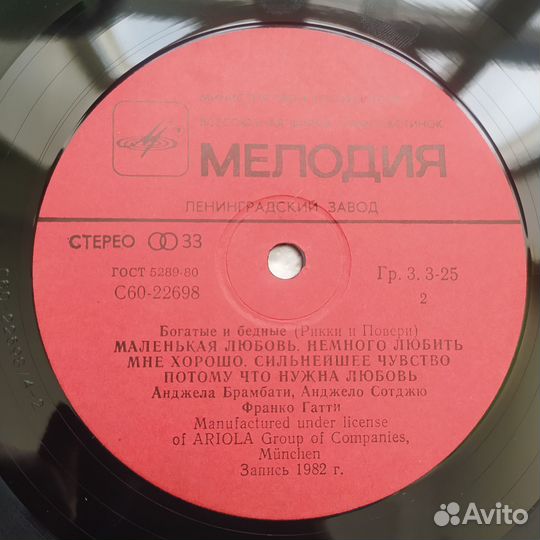 МЕЛОДИЯ
ЛЕНИНГРАДСКИЙ ЗАВОД
СТЕРЕО 33
ГОСТ 5289-80
С60-22698
Гр. 3. 3-25
2
Богатые и бедные (Рикки и Повери)
МАЛЕНЬКАЯ ЛЮБОВЬ. НЕМНОГО ЛЮБИТЬ
МНЕ ХОРОШО. СИЛЬНЕЙШЕЕ ЧУВСТВО
ПОТОМУ ЧТО НУЖНА ЛЮБОВЬ
Анджела Брамбати, Анджело Сотджю
Франко Гатти
Manufactured under license
of ARIOLA Group of Companies,
München
Запись 1982 г.
Avito